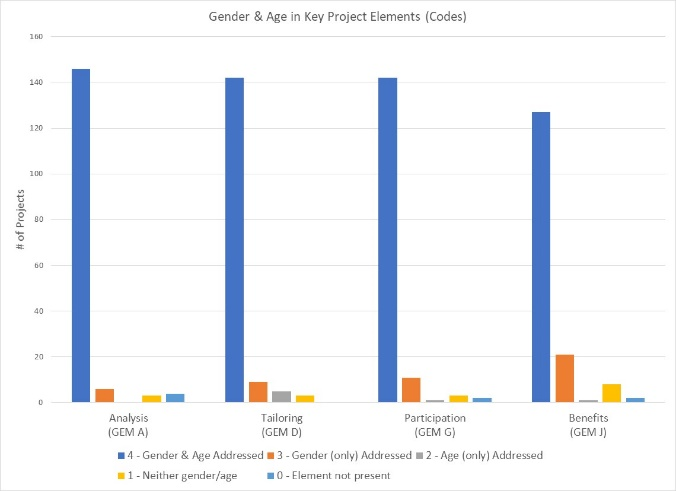 Gender & Age in Key Project Elements (Codes)
160
140
120
100
80
60
40
20
0
# of Projects
Analysis
(GEM A)
Tailoring
(GEM D)
Participation
(GEM G)
Benefits
(GEM J)
4 - Gender & Age Addressed 3 - Gender (only) Addressed 2 - Age (only) Addressed
1 - Neither gender/age 0 - Element not present